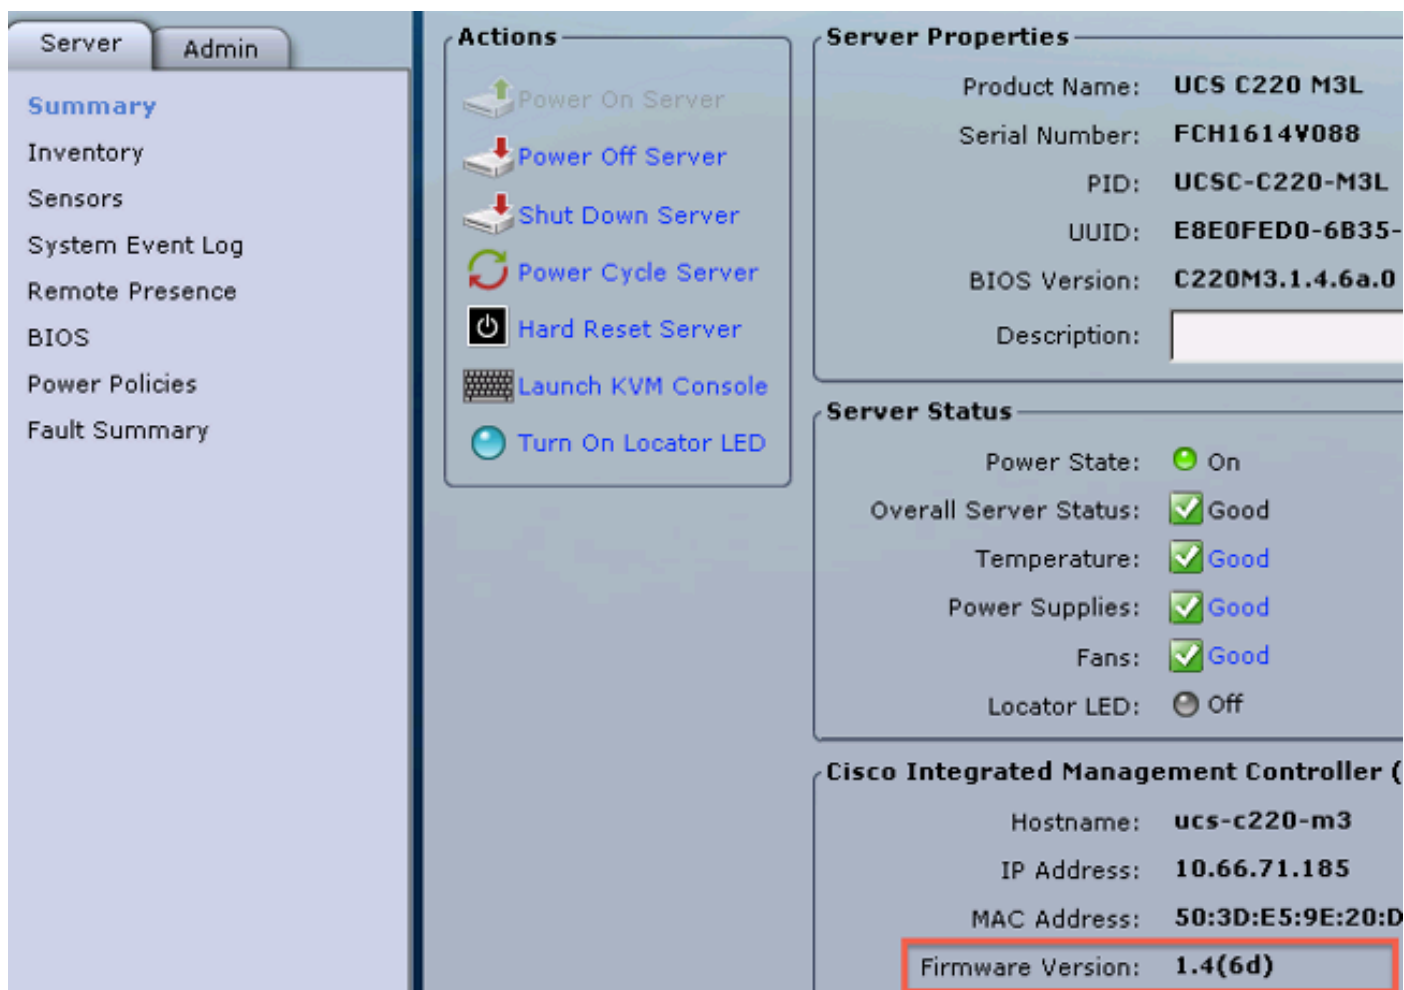 Server
Admin
Summary
Inventory
Sensors
System Event Log
Remote Presence
BIOS
Power Policies
Fault Summary
Actions
Power On Server
Power Off Server
Shut Down Server
Power Cycle Server
Hard Reset Server
Launch KVM Console
Turn On Locator LED
Server Properties
Product Name: UCS C220 M3L
Serial Number: FCH1614V088
PID: UCSC-C220-M3L
UUID: E8E0FED0-6B35-
BIOS Version: C220M3.1.4.6a.0
Description:
Server Status
Power State: On
Overall Server Status: Good
Temperature: Good
Power Supplies: Good
Fans: Good
Locator LED: Off
Cisco Integrated Management Controller (
Hostname: ucs-c220-m3
IP Address: 10.66.71.185
MAC Address: 50:3D:E5:9E:20:D
Firmware Version: 1.4(6d)